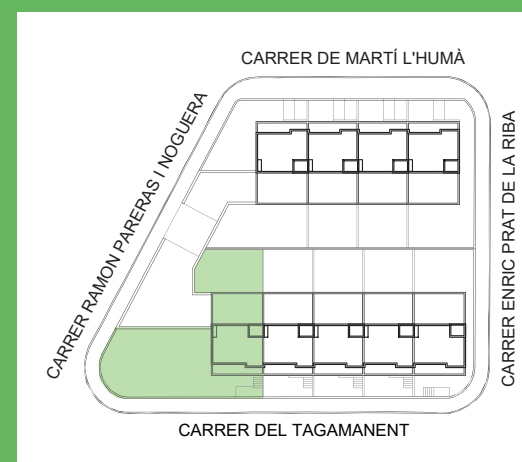 CARRER DE MARTÍ L'HUMÀ
CARRER RAMON PARERAS I NOGUERA
CARRER ENRIC PRAT DE LA RIBA
CARRER DEL TAGAMANENT